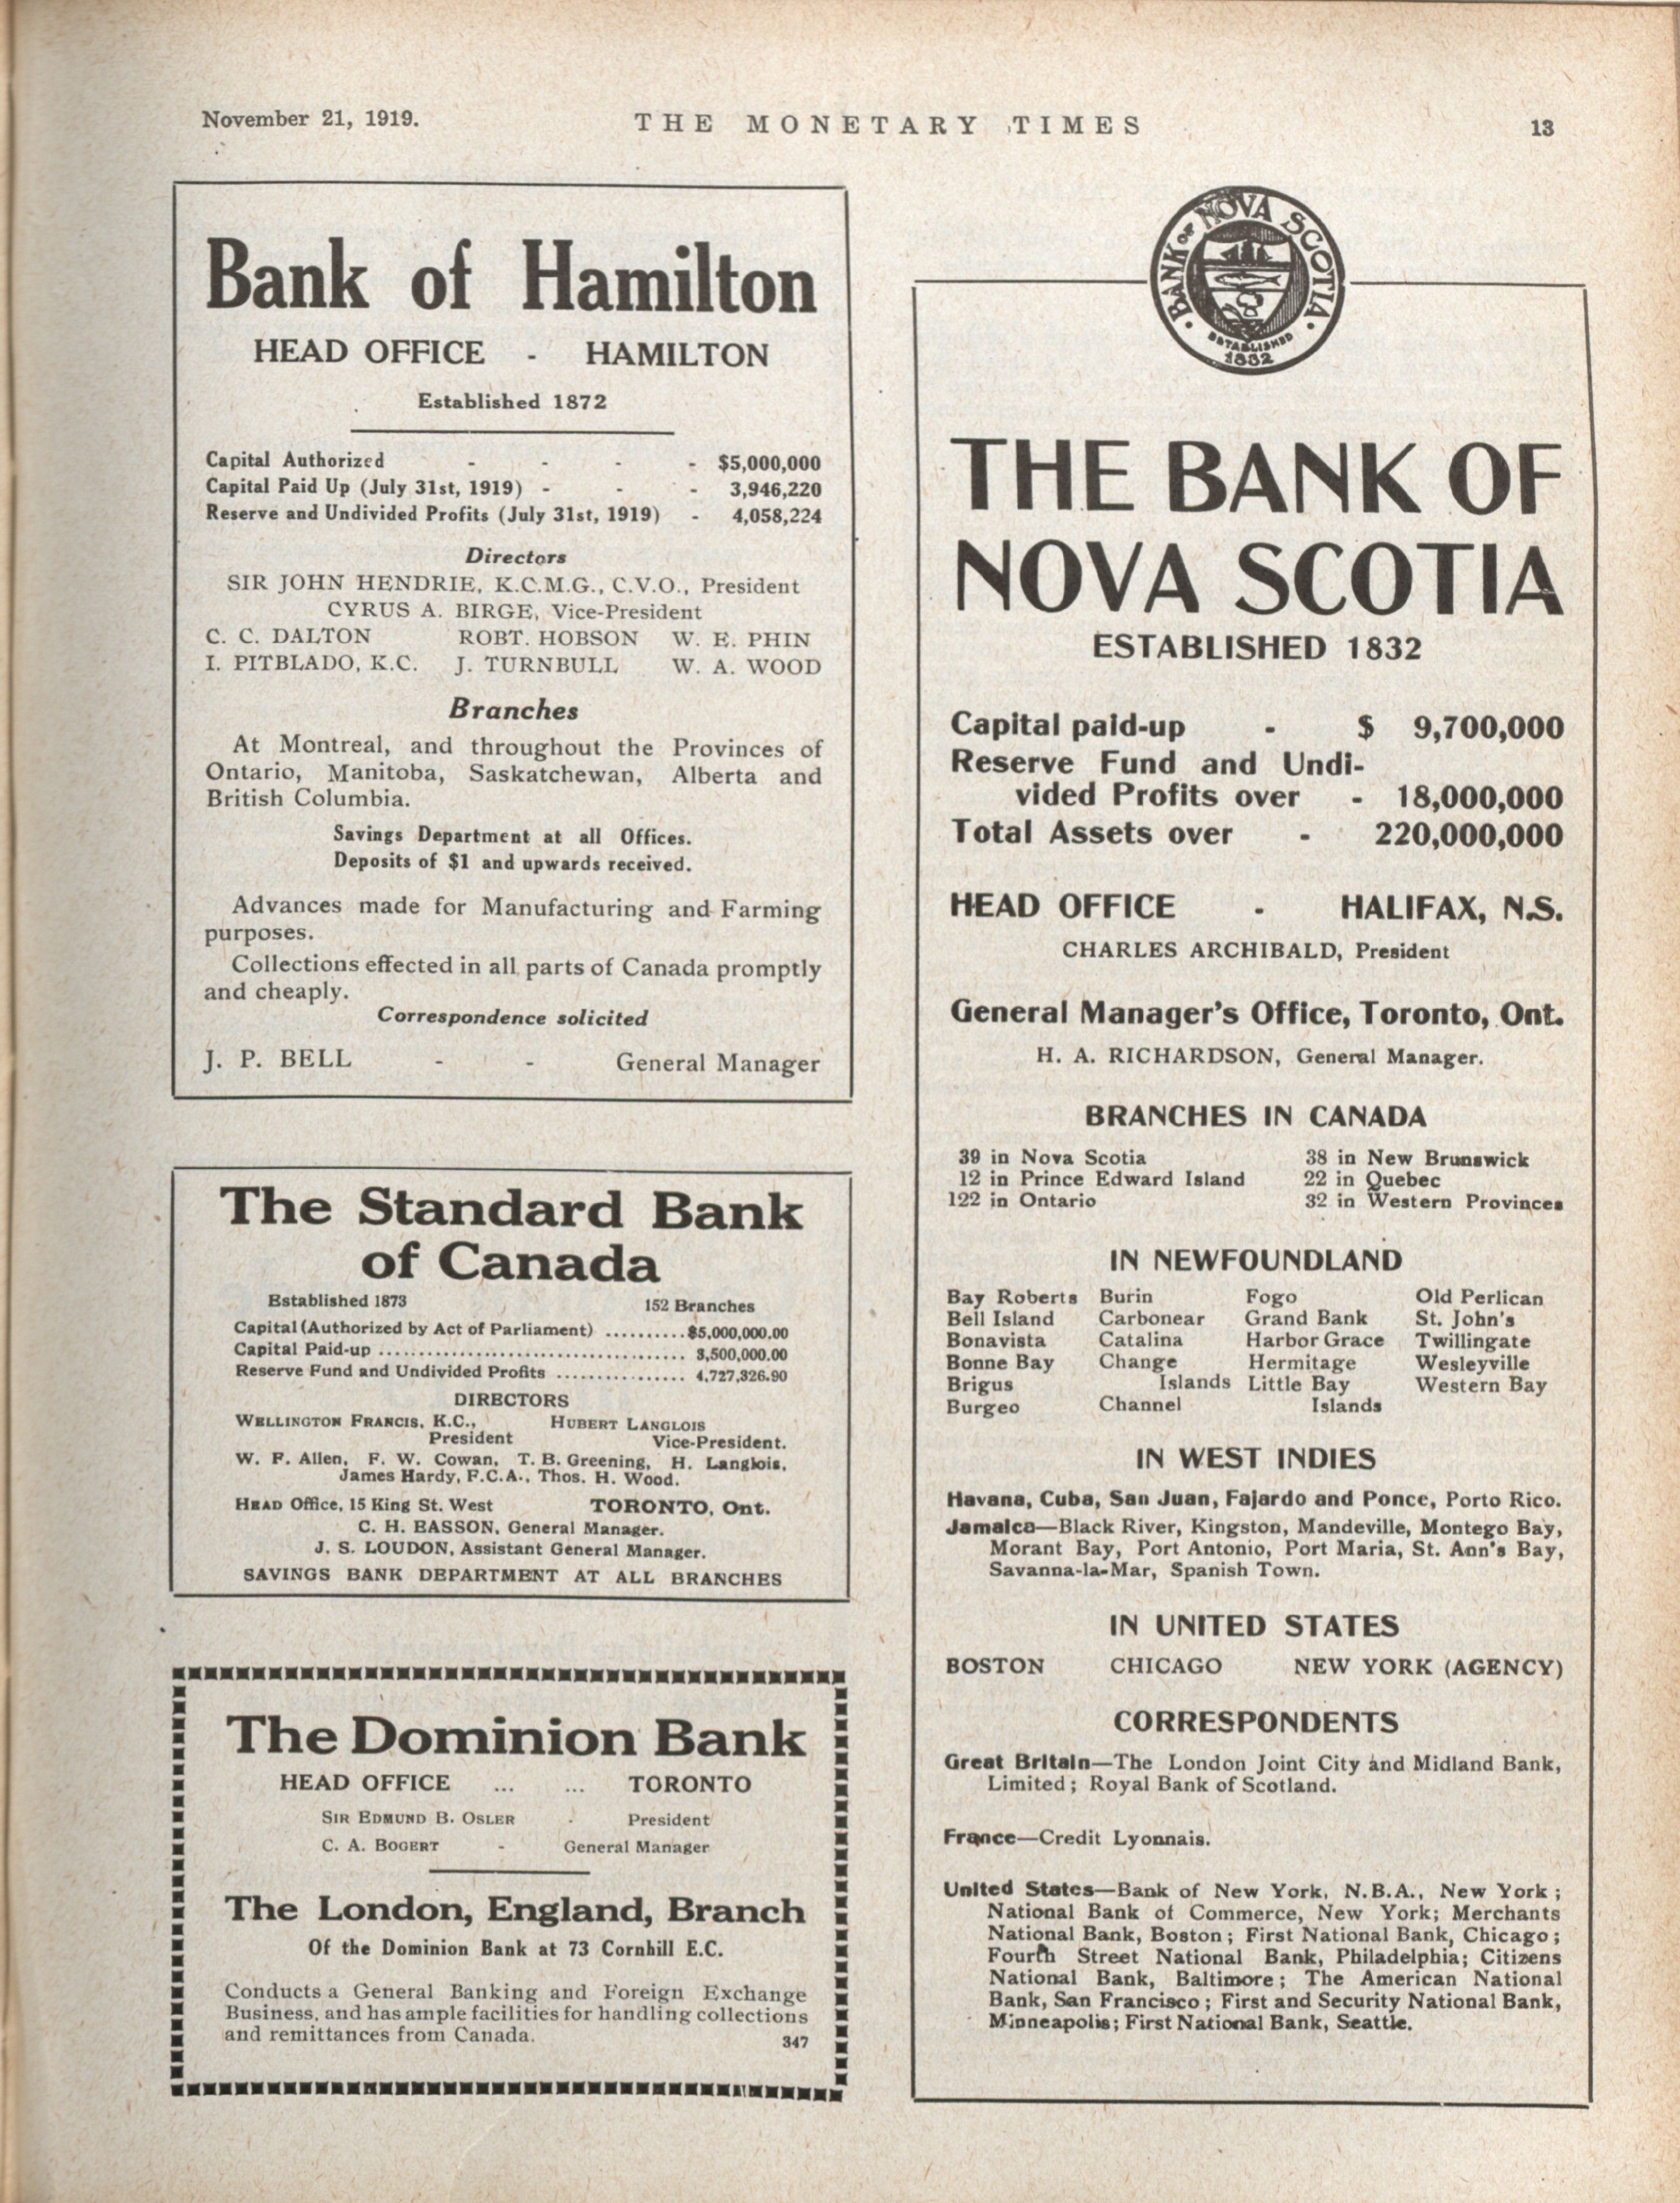 November 21, 1919.
THE MONETARY TIMES
13
Bank of Hamilton
HEAD OFFICE - HAMILTON
Established 1872
Capital Authorized - - - - $5,000,000
Capital Paid Up (July 31st, 1919) - - - 3,946,220
Reserve and Undivided Profits (July 31st, 1919) - 4,058,224
Directors
SIR JOHN HENDRIE, K.C.M.G., C.V.O., President
CYRUS A. BIRGE, Vice-President
C. C. DALTON ROBT. HOBSON W. E. PHIN
I. PITBLADO, K.C. J. TURNBULL W. A. WOOD
Branches
At Montreal, and throughout the Provinces of
Ontario, Manitoba, Saskatchewan, Alberta and
British Columbia.
Savings Department at all Offices.
Deposits of $1 and upwards received.
Advances made for Manufacturing and Farming
purposes.
Collections effected in all parts of Canada promptly
and cheaply.
Correspondence solicited
J. P. BELL - - General Manager
The Standard Bank
of Canada
Established 1873 152 Branches
Capital (Authorized by Act of Parliament) .......... $5,000,000.00
Capital Paid-up ...................................... 3,500,000.00
Reserve Fund and Undivided Profits ................ 4,727,326.90
DIRECTORS
WELLINGTON FRANCIS, K.C., HUBERT LANGLOIS
President Vice-President.
W. F. Allen, F. W. Cowan, T. B. Greening, H. Langlois,
James Hardy, F.C.A., Thos. H. Wood.
HEAD Office, 15 King St. West TORONTO, Ont.
C. H. EASSON, General Manager.
J. S. LOUDON, Assistant General Manager.
SAVINGS BANK DEPARTMENT AT ALL BRANCHES
The Dominion Bank
HEAD OFFICE ... ... TORONTO
SIR EDMUND B. OSLER - President
C. A. BOGERT - General Manager
The London, England, Branch
Of the Dominion Bank at 73 Cornhill E.C.
Conducts a General Banking and Foreign Exchange
Business, and has ample facilities for handling collections
and remittances from Canada.
347
BANK OF NOVA SCOTIA
ESTABLISHED
1832
THE BANK OF
NOVA SCOTIA
ESTABLISHED 1832
Capital paid-up - $ 9,700,000
Reserve Fund and Undi-
vided Profits over - 18,000,000
Total Assets over - 220,000,000
HEAD OFFICE - HALIFAX, N.S.
CHARLES ARCHIBALD, President
General Manager's Office, Toronto, Ont.
H. A. RICHARDSON, General Manager.
BRANCHES IN CANADA
39 in Nova Scotia 38 in New Brunswick
12 in Prince Edward Island 22 in Quebec
122 in Ontario 32 in Western Provinces
IN NEWFOUNDLAND
Bay Roberts Burin Fogo Old Perlican
Bell Island Carbonear Grand Bank St. John's
Bonavista Catalina Harbor Grace Twillingate
Bonne Bay Change Hermitage Wesleyville
Brigus Islands Little Bay Western Bay
Burgeo Channel Islands
IN WEST INDIES
Havana, Cuba, San Juan, Fajardo and Ponce, Porto Rico.
Jamaica—Black River, Kingston, Mandeville, Montego Bay,
Morant Bay, Port Antonio, Port Maria, St. Ann's Bay,
Savanna-la-Mar, Spanish Town.
IN UNITED STATES
BOSTON CHICAGO NEW YORK (AGENCY)
CORRESPONDENTS
Great Britain—The London Joint City and Midland Bank,
Limited; Royal Bank of Scotland.
France—Credit Lyonnais.
United States—Bank of New York, N.B.A., New York;
National Bank of Commerce, New York; Merchants
National Bank, Boston; First National Bank, Chicago;
Fourth Street National Bank, Philadelphia; Citizens
National Bank, Baltimore; The American National
Bank, San Francisco; First and Security National Bank,
Minneapolis; First National Bank, Seattle.